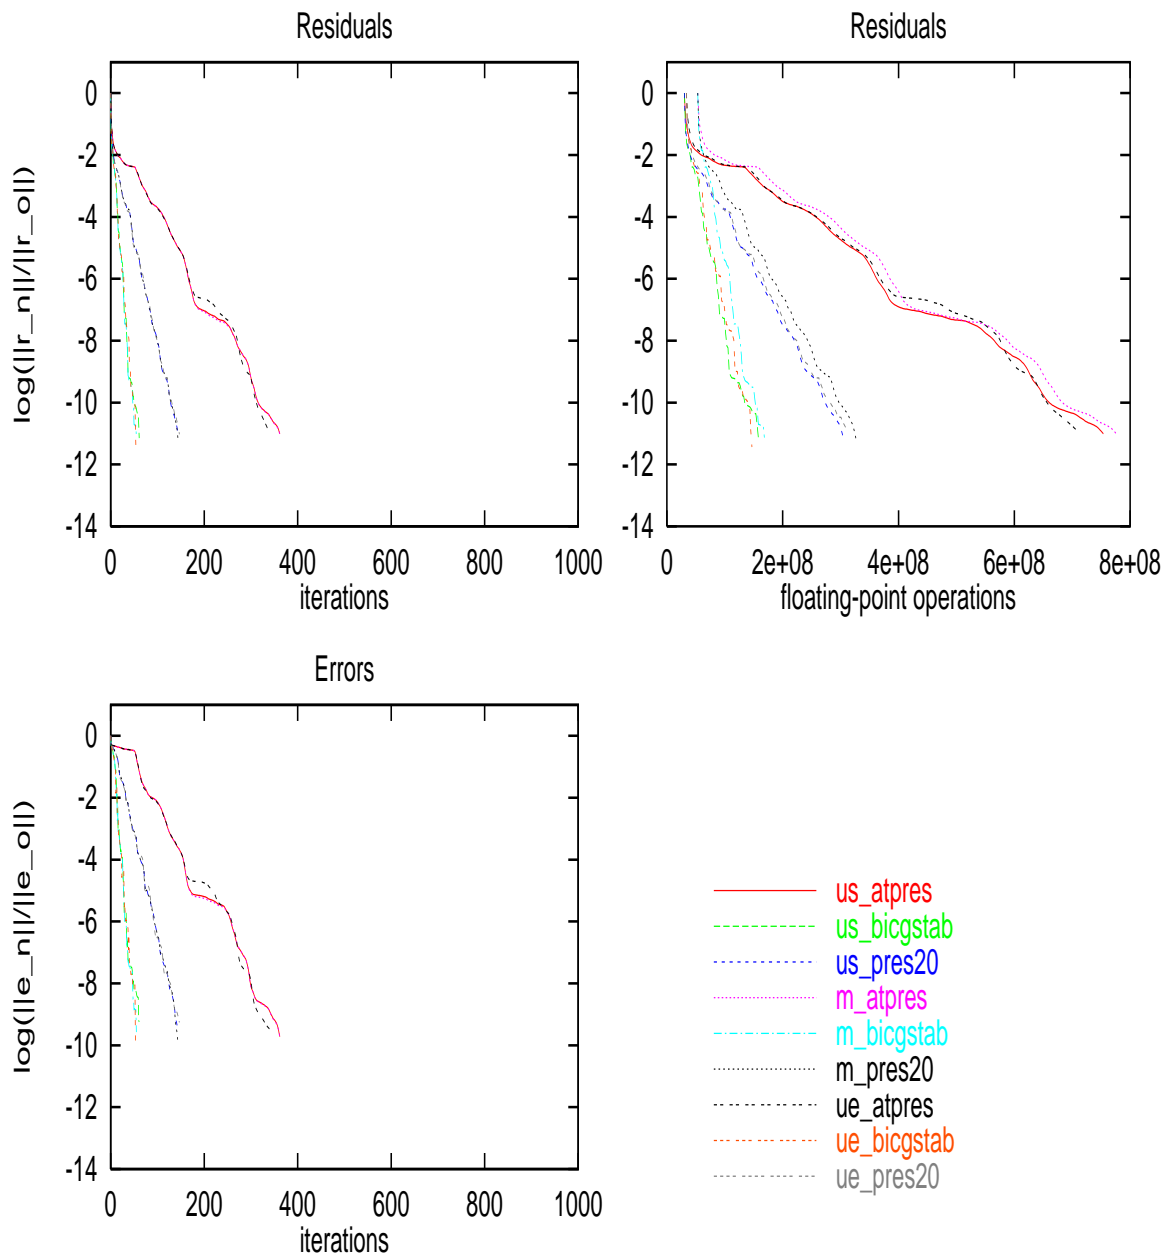 Residuals
0
-2
-4
-6
-8
-10
-12
-14
log(||r_n||/||r_o||)
0 200 400 600 800 1000
iterations
Residuals
0
-2
-4
-6
-8
-10
-12
-14
0 2e+08 4e+08 6e+08 8e+08
floating-point operations
Errors
0
-2
-4
-6
-8
-10
-12
-14
log(||e_n||/||e_o||)
0 200 400 600 800 1000
iterations
us_atpres
us_bicgstab
us_pres20
m_atpres
m_bicgstab
m_pres20
ue_atpres
ue_bicgstab
ue_pres20